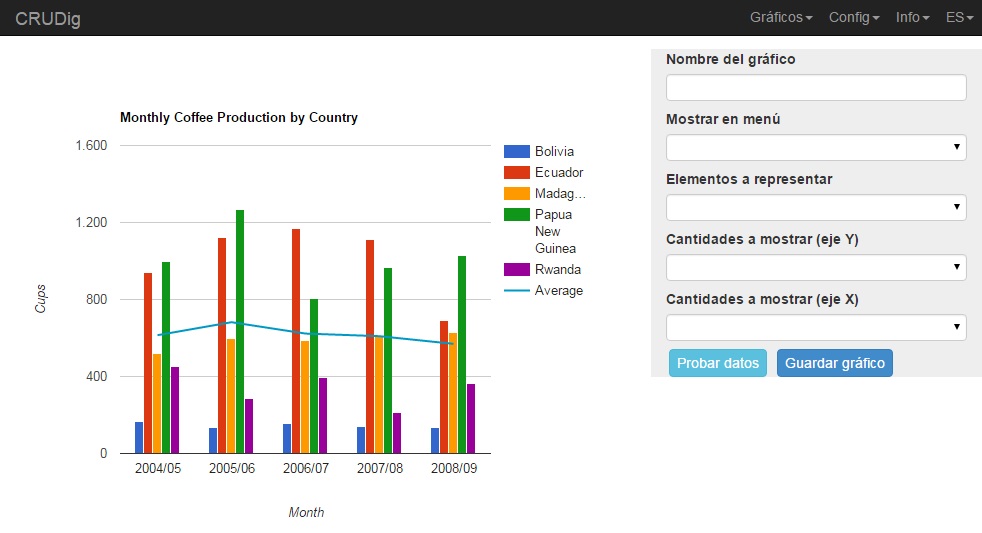 CRUDig
Gráficos Config Info ES
Monthly Coffee Production by Country
1.600
1.200
800
400
0
Cups
2004/05 2005/06 2006/07 2007/08 2008/09
Month
Bolivia
Ecuador
Madag...
Papua
New
Guinea
Rwanda
Average
Nombre del gráfico
Mostrar en menú
Elementos a representar
Cantidades a mostrar (eje Y)
Cantidades a mostrar (eje X)
Probar datos Guardar gráfico